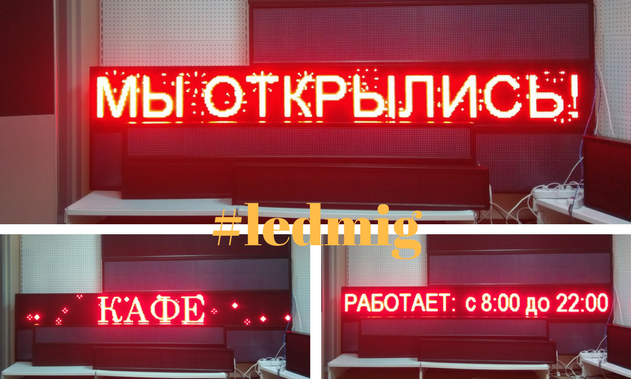 МЫ ОТКРЫЛИСЬ!
#ledmig
КАФЕ
РАБОТАЕТ: с 8:00 до 22:00